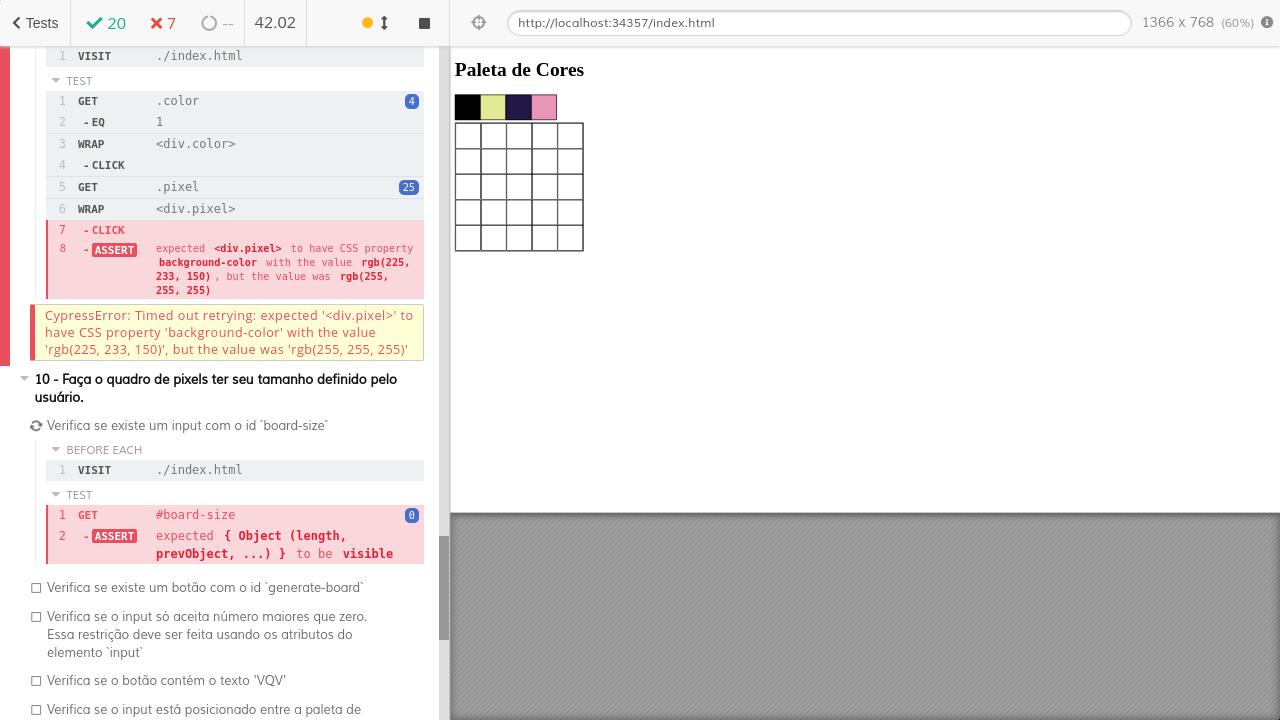 Tests 20 7 -- 42.02
http://localhost:34357/index.html 1366 x 768 (60%)
1 VISIT ./index.html
TEST
1 GET .color 4
2 - EQ 1
3 WRAP <div.color>
4 - CLICK
5 GET .pixel 25
6 WRAP <div.pixel>
7 - CLICK
8 - ASSERT expected <div.pixel> to have CSS property
background-color with the value rgb(225,
233, 150) , but the value was rgb(255,
255, 255)
CypressError: Timed out retrying: expected '<div.pixel>' to
have CSS property 'background-color' with the value
'rgb(225, 233, 150)', but the value was 'rgb(255, 255, 255)'
10 - Faça o quadro de pixels ter seu tamanho definido pelo
usuário.
Verifica se existe um input com o id `board-size`
BEFORE EACH
1 VISIT ./index.html
TEST
1 GET #board-size 0
2 - ASSERT expected { Object (length,
prevObject, ...) } to be visible
Verifica se existe um botão com o id `generate-board`
Verifica se o input só aceita número maiores que zero.
Essa restrição deve ser feita usando os atributos do
elemento `input`
Verifica se o botão contém o texto 'VQV'
Verifica se o input está posicionado entre a paleta de
Paleta de Cores